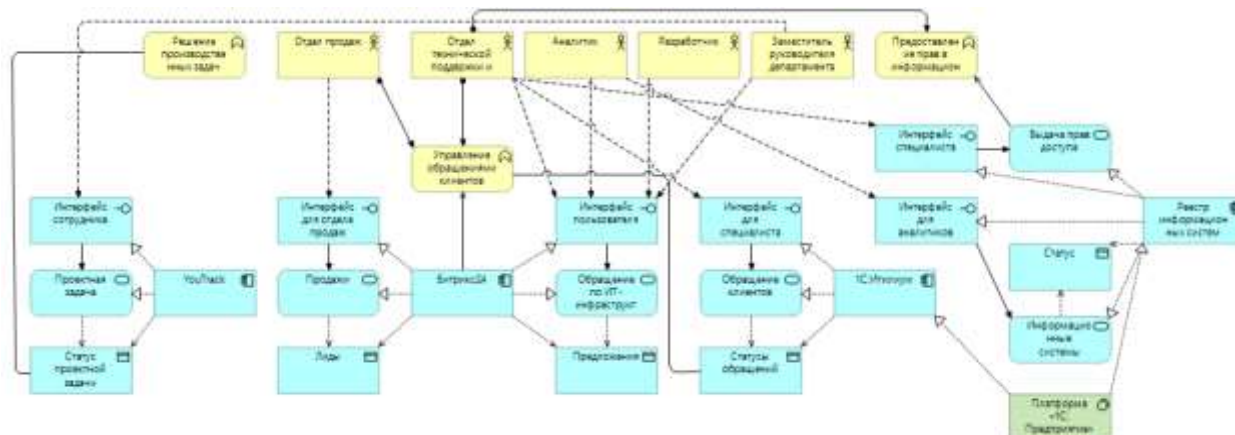 Решение
производстве
нных задач
Отдел продаж
Отдел
технической
поддержки и
Аналитик
Разработчик
Заместитель
руководителя
департамента
Предоставлен
ие прав в
информацион
Интерфейс
специалиста
Выдача прав
доступа
Управление
обращениями
клиентов
Интерфейс
сотрудника
Интерфейс
для отдела
продаж
Интерфейс
пользователя
Интерфейс
для
специалиста
Интерфейс
для
аналитиков
Реестр
информацион
ных систем
Статус
Проектная
задача
YouTrack
Продажи
Битрикс24
Обращение
по ИТ-
инфраструкт
Обращение
клиентов
1С:Итилиум
Информацио
нные
системы
Статус
проектной
задачи
Лиды
Предложения
Статусы
обращений
Платформа
«1С:
Предприятие»